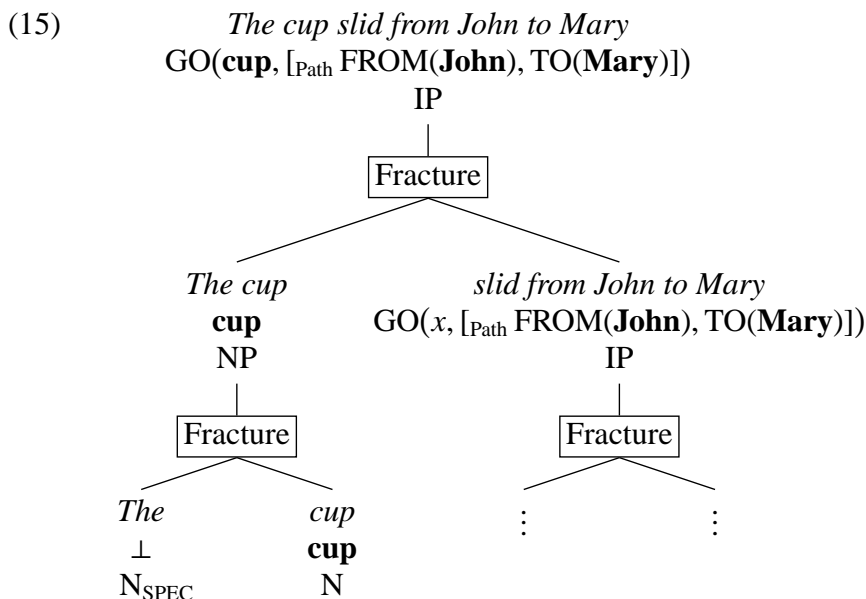 (15) The cup slid from John to Mary
GO(cup, [Path FROM(John), TO(Mary)])
IP
Fracture
The cup slid from John to Mary
cup GO(x, [Path FROM(John), TO(Mary)])
NP IP
Fracture Fracture
The cup ⋮ ⋮
⊥ cup
NSPEC N